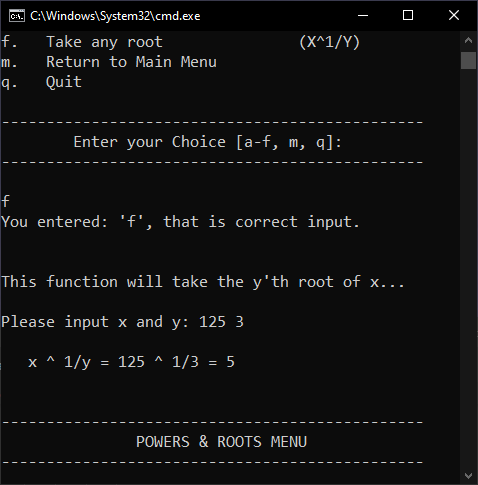 C:\Windows\System32\cmd.exe
f. Take any root (X^1/Y)
m. Return to Main Menu
q. Quit
-----------------------------------------------
Enter your Choice [a-f, m, q]:
-----------------------------------------------
f
You entered: 'f', that is correct input.
This function will take the y'th root of x...
Please input x and y: 125 3
x ^ 1/y = 125 ^ 1/3 = 5
-----------------------------------------------
POWERS & ROOTS MENU
-----------------------------------------------